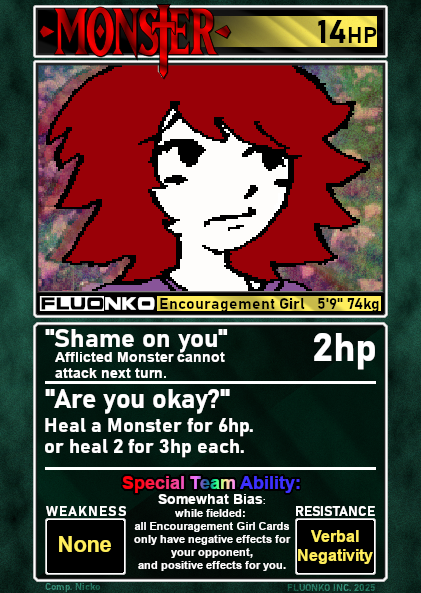 MONSTER
14HP
FLUONKO Encouragement Girl 5'9" 74kg
"Shame on you" 2hp
Afflicted Monster cannot
attack next turn.
"Are you okay?"
Heal a Monster for 6hp.
or heal 2 for 3hp each.
Special Team Ability:
Somewhat Bias:
while fielded:
all Encouragement Girl Cards
only have negative effects for
your opponent,
and positive effects for you.
WEAKNESS
None
RESISTANCE
Verbal
Negativity
Comp. Nicko
FLUONKO INC. 2025